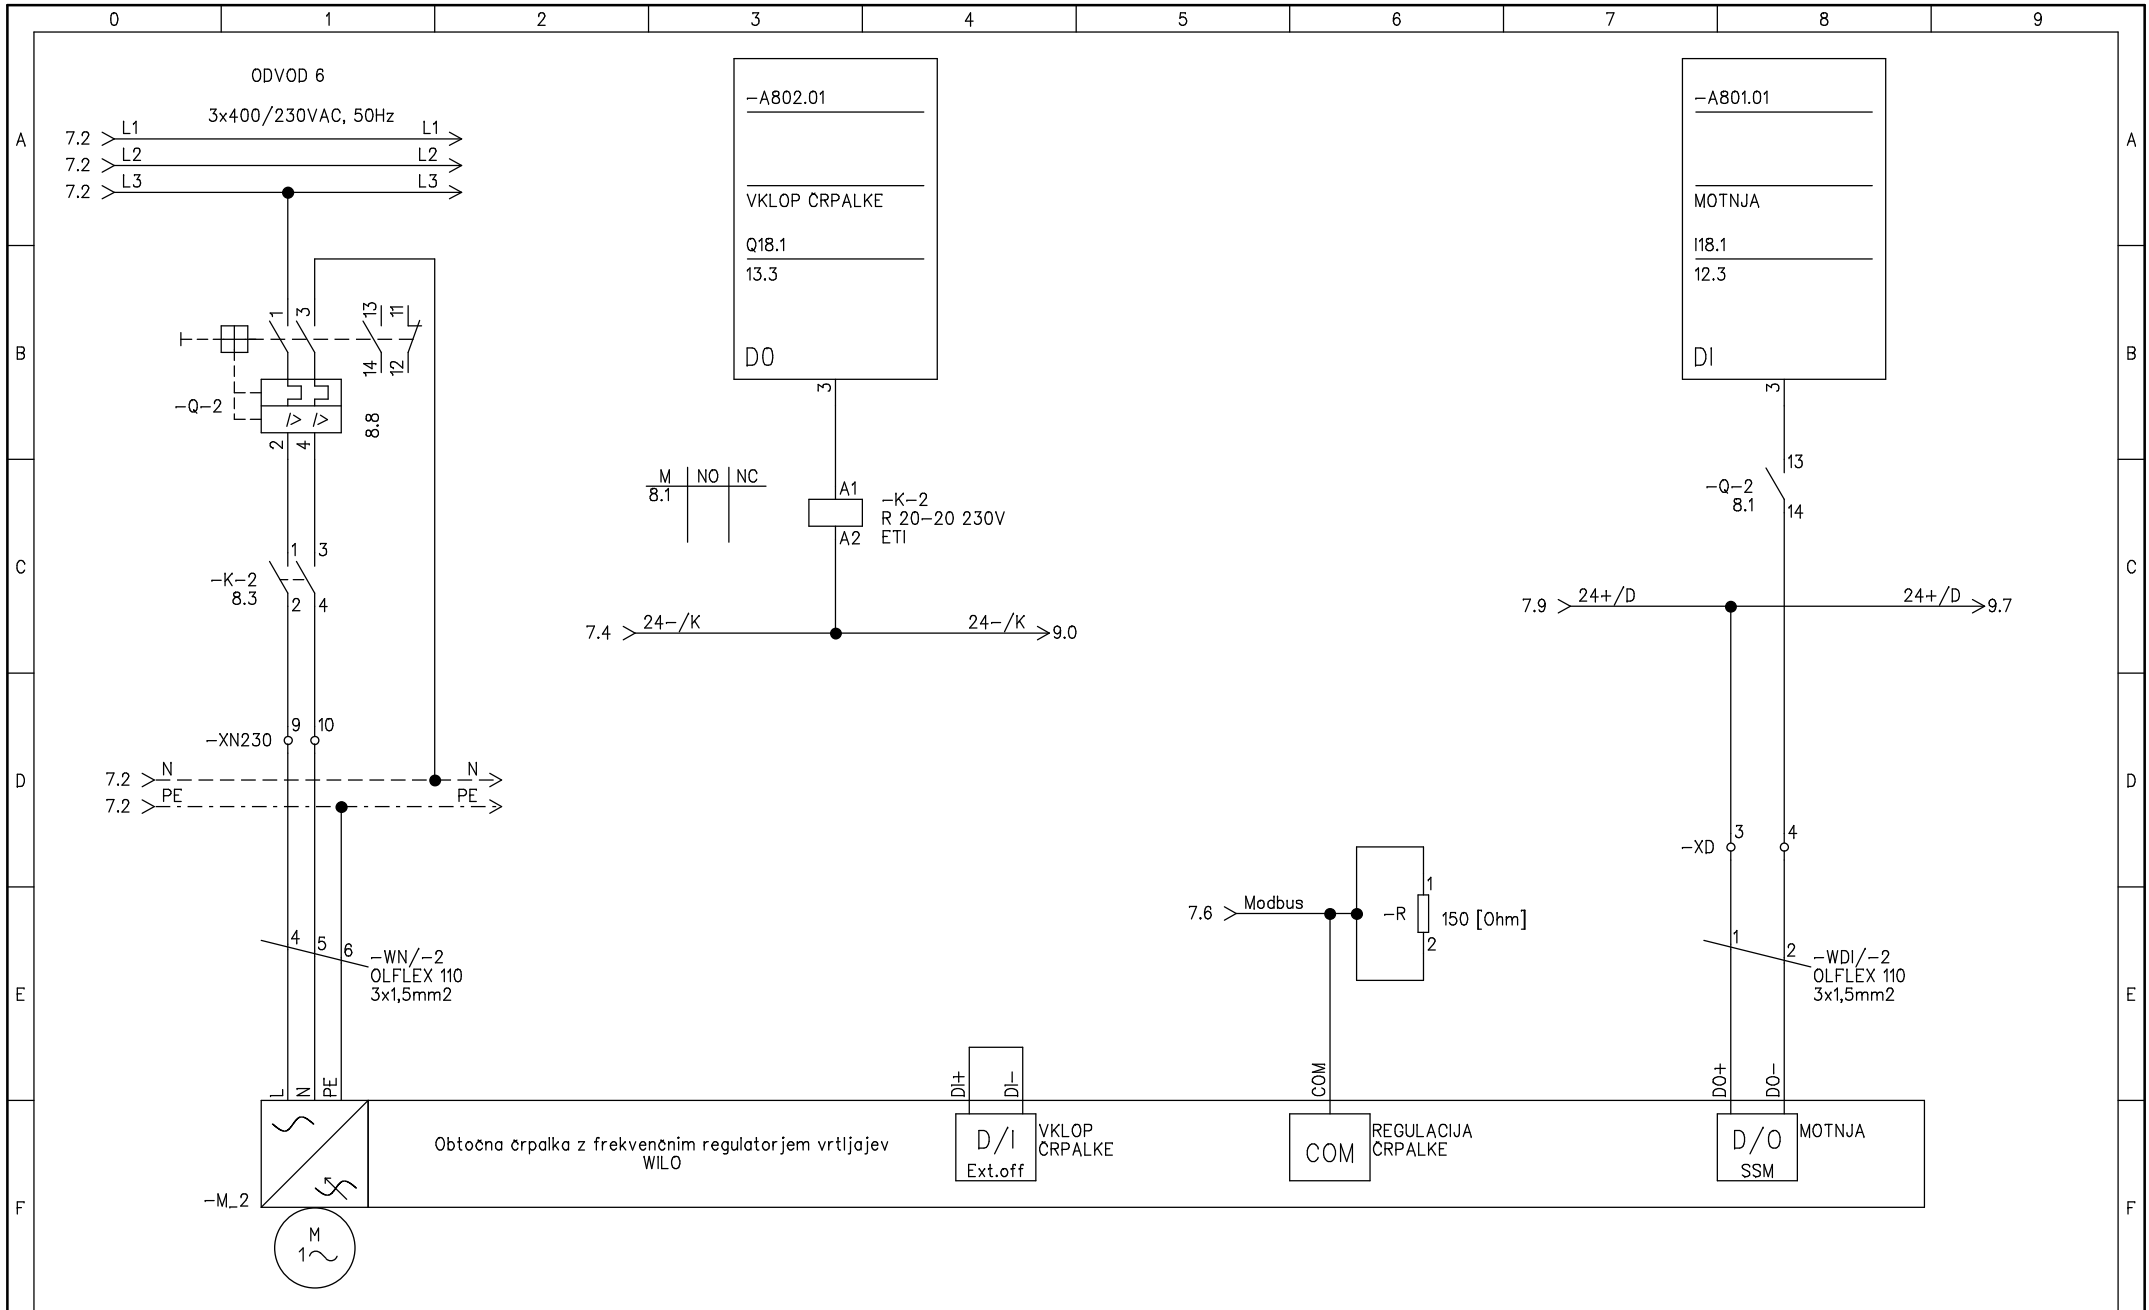 0 1 2 3 4 5 6 7 8 9
A
B
C
D
E
F
A
B
C
D
E
F
ODVOD 6
3x400/230VAC, 50Hz
7.2 L1 L1
7.2 L2 L2
7.2 L3 L3
1 3 13 11
14 12
-Q-2
8.8
2 4
1 3
-K-2
8.3
2 4
9 10
-XN230
7.2 N N
7.2 PE PE
4 5 6
-WN/-2
OLFLEX 110
3x1,5mm2
L N PE
-M_2
M
1~
-A802.01
VKLOP ČRPALKE
Q18.1
13.3
DO
3
M NO NC
8.1
A1
A2
-K-2
R 20-20 230V
ETI
7.4 24-/K 24-/K 9.0
7.6 Modbus
-R
1
2
150 [Ohm]
-A801.01
MOTNJA
I18.1
12.3
DI
3
13
-Q-2
8.1
14
7.9 24+/D 24+/D 9.7
-XD 3 4
1 2
-WDI/-2
OLFLEX 110
3x1,5mm2
Obtočna črpalka z frekvenčnim regulatorjem vrtljajev
WILO
DI+ DI-
D/I
Ext.off
VKLOP
ČRPALKE
COM
COM
REGULACIJA
ČRPALKE
DO+ DO-
D/O
SSM
MOTNJA